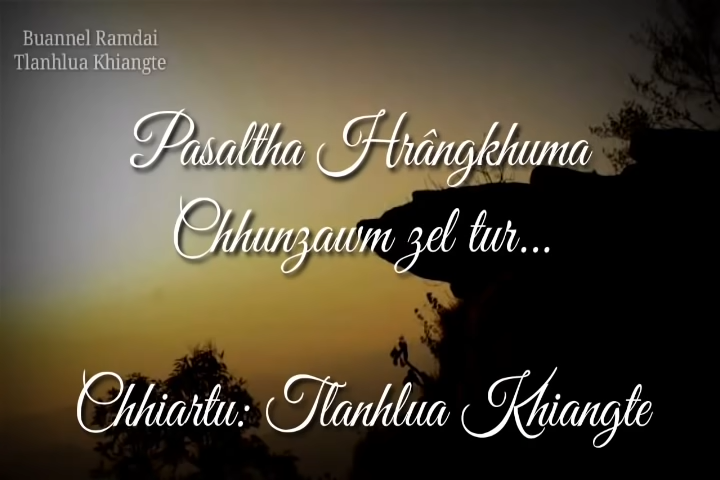 Buannel Ramdai
Tlanhlua Khiangte
Pasaltha Hrângkhuma
Chhunzawm zel tur...
Chhiartu: Tlanhlua Khiangte